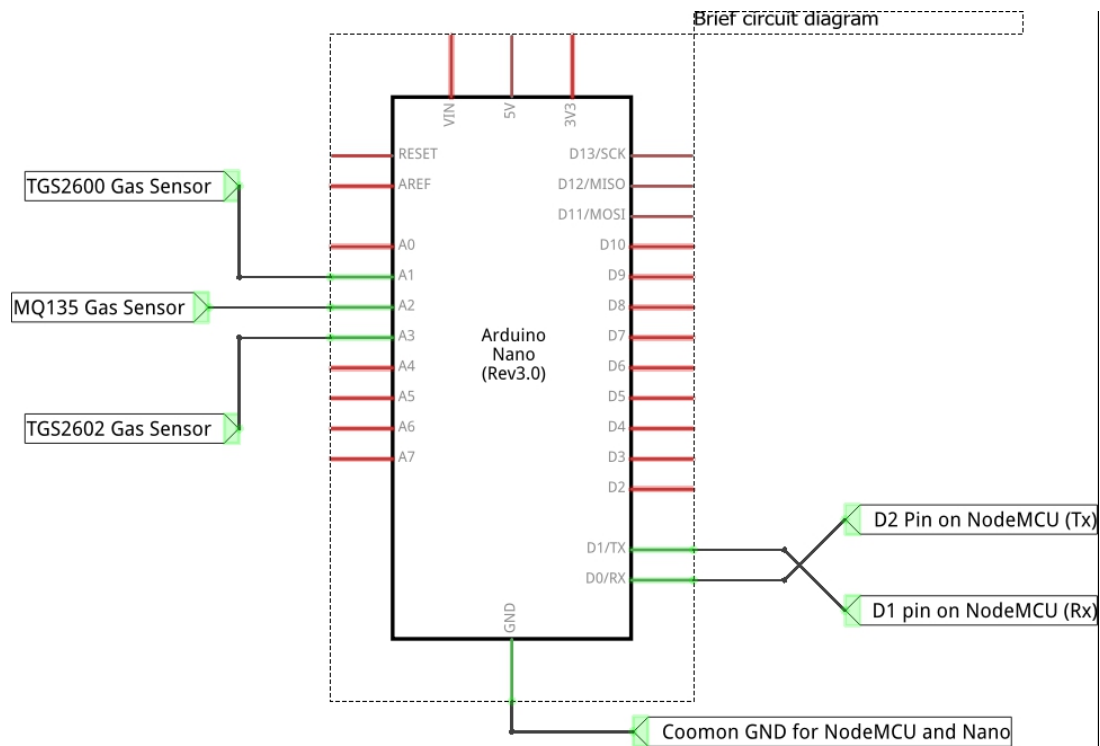 Brief circuit diagram
VIN
5V
3V3
RESET
AREF
A0
A1
A2
A3
A4
A5
A6
A7
D13/SCK
D12/MISO
D11/MOSI
D10
D9
D8
D7
D6
D5
D4
D3
D2
D1/TX
D0/RX
GND
Arduino
Nano
(Rev3.0)
TGS2600 Gas Sensor
MQ135 Gas Sensor
TGS2602 Gas Sensor
D2 Pin on NodeMCU (Tx)
D1 pin on NodeMCU (Rx)
Coomon GND for NodeMCU and Nano